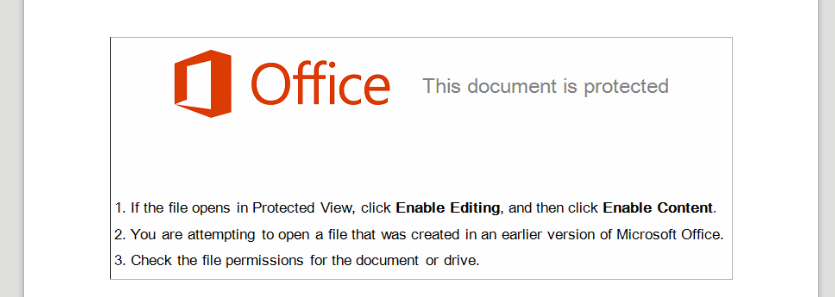 Office This document is protected
1. If the file opens in Protected View, click Enable Editing, and then click Enable Content.
2. You are attempting to open a file that was created in an earlier version of Microsoft Office.
3. Check the file permissions for the document or drive.